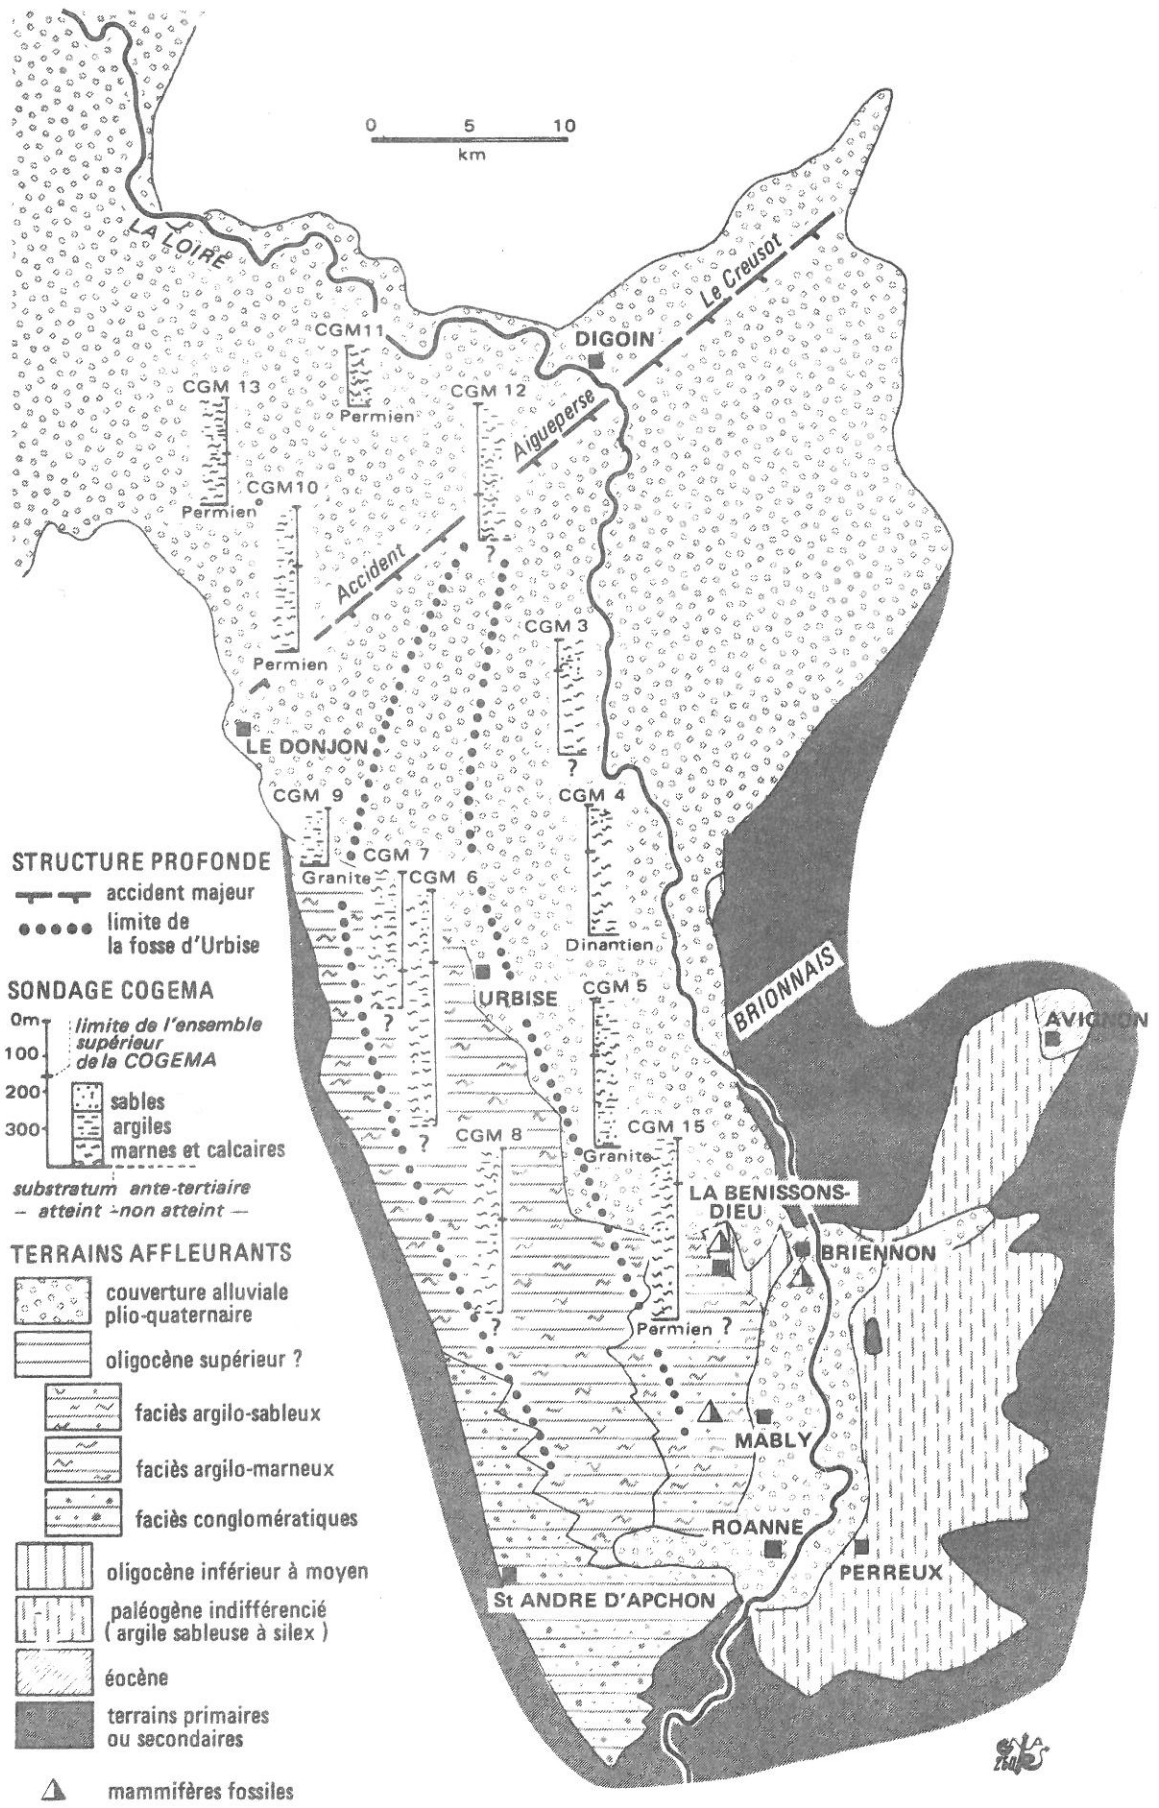 0 5 10
km
LA LOIRE
Le Creusot
CGM11
DIGOIN
CGM 13
CGM 12
Permien
Aigueperse
CGM10
Permien
?
Accident
CGM 3
Permien
LE DONJON
?
CGM 9
CGM 4
CGM 7
Granite
CGM 6
Dinantien
BRIONNAIS
URBISE
CGM 5
AVIGNON
?
?
CGM 8
CGM 15
Granite
LA BENISSONS-
DIEU
BRIENNON
?
Permien ?
MABLY
ROANNE
PERREUX
St ANDRE D'APCHON
STRUCTURE PROFONDE
accident majeur
limite de
la fosse d'Urbise
SONDAGE COGEMA
0m
limite de l'ensemble
supérieur
de la COGEMA
100
200
300
sables
argiles
marnes et calcaires
substratum ante-tertiaire
— atteint - non atteint —
TERRAINS AFFLEURANTS
couverture alluviale
plio-quaternaire
oligocène supérieur ?
faciès argilo-sableux
faciès argilo-marneux
faciès conglomératiques
oligocène inférieur à moyen
paléogène indifférencié
( argile sableuse à silex )
éocène
terrains primaires
ou secondaires
mammifères fossiles